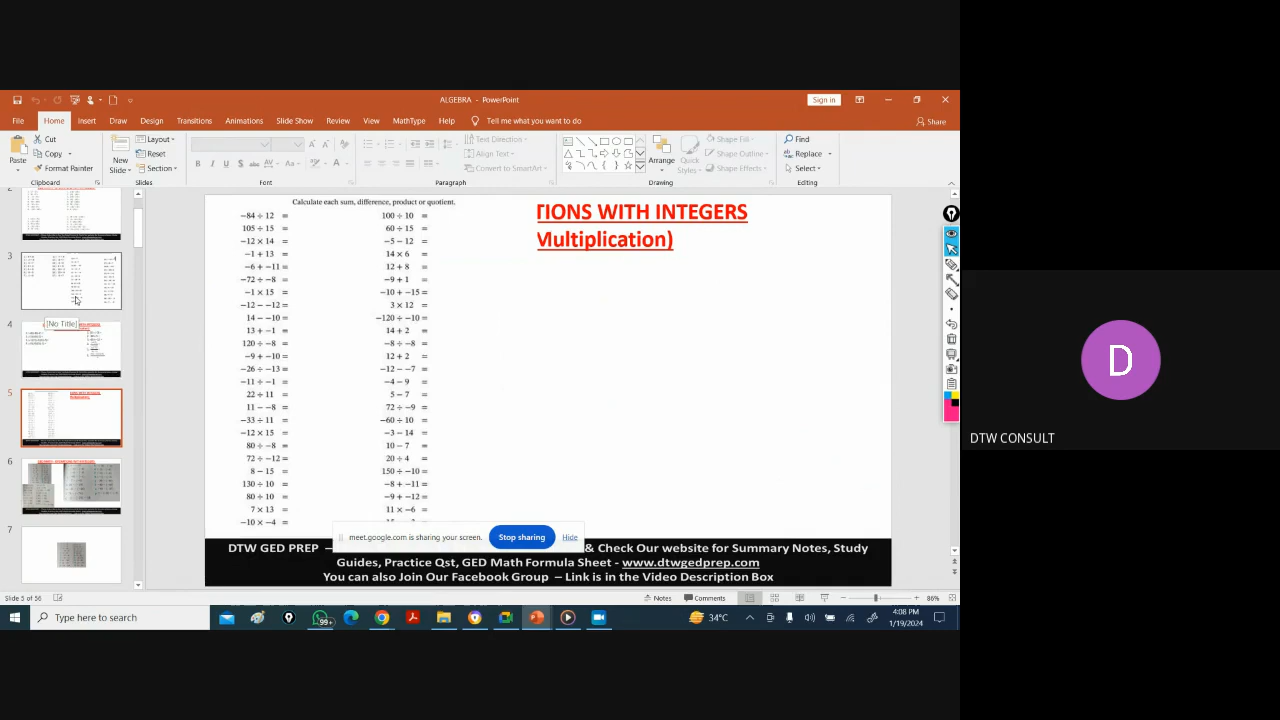 ALGEBRA - PowerPoint
Sign in
File Home Insert Draw Design Transitions Animations Slide Show Review View MathType Help Tell me what you want to do
Share
Paste
Cut
Copy
Format Painter
Clipboard
New
Slide
Layout
Reset
Section
Slides
Font
Text Direction
Align Text
Convert to SmartArt
Paragraph
Arrange
Quick
Styles
Shape Fill
Shape Outline
Shape Effects
Drawing
Find
Replace
Select
Editing
2
3
[No Title]
4
5
6
7
Calculate each sum, difference, product or quotient.
TIONS WITH INTEGERS
Multiplication)
−84 ÷ 12 = 100 ÷ 10 =
105 ÷ 15 = 60 ÷ 15 =
−12 × 14 = −5 − 12 =
−1 + 13 = 14 × 6 =
−6 + −11 = 12 + 8 =
−72 ÷ −8 = −9 + 1 =
−1 × 15 = −10 + −15 =
−12 − −12 = 3 × 12 =
14 − −10 = −120 ÷ −10 =
13 + −1 = 14 + 2 =
120 ÷ −8 = −8 ÷ −8 =
−9 + −10 = 12 + 2 =
−26 ÷ −13 = −12 − −7 =
−11 ÷ −1 = −4 − 9 =
22 ÷ 11 = 5 − 7 =
11 − −8 = 72 ÷ −9 =
−33 ÷ 11 = −60 ÷ 10 =
−12 × 15 = −3 − 14 =
80 ÷ −8 = 10 − 7 =
72 ÷ −12 = 20 ÷ 4 =
8 − 15 = 150 ÷ −10 =
130 ÷ 10 = −8 + −11 =
80 ÷ 10 = −9 + −12 =
7 × 13 = 11 × −6 =
−10 × −4 =
meet.google.com is sharing your screen. Stop sharing Hide
DTW GED PREP – & Check Our website for Summary Notes, Study
Guides, Practice Qst, GED Math Formula Sheet - www.dtwgedprep.com
You can also Join Our Facebook Group – Link is in the Video Description Box
Slide 5 of 56
Notes Comments 86%
Type here to search
99+
34°C
4:08 PM
1/19/2024
D
DTW CONSULT